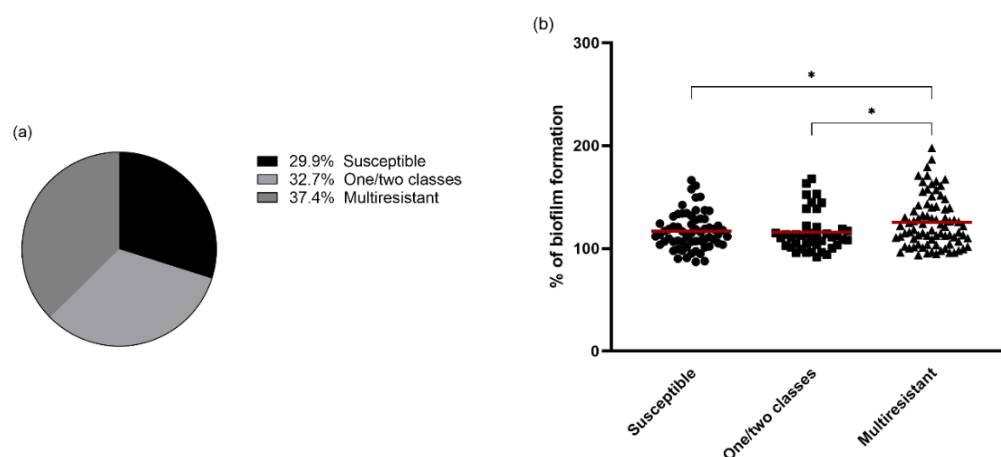 (a)
29.9% Susceptible
32.7% One/two classes
37.4% Multiresistant
(b)
% of biofilm formation
300
200
100
0
*
*
Susceptible
One/two classes
Multiresistant